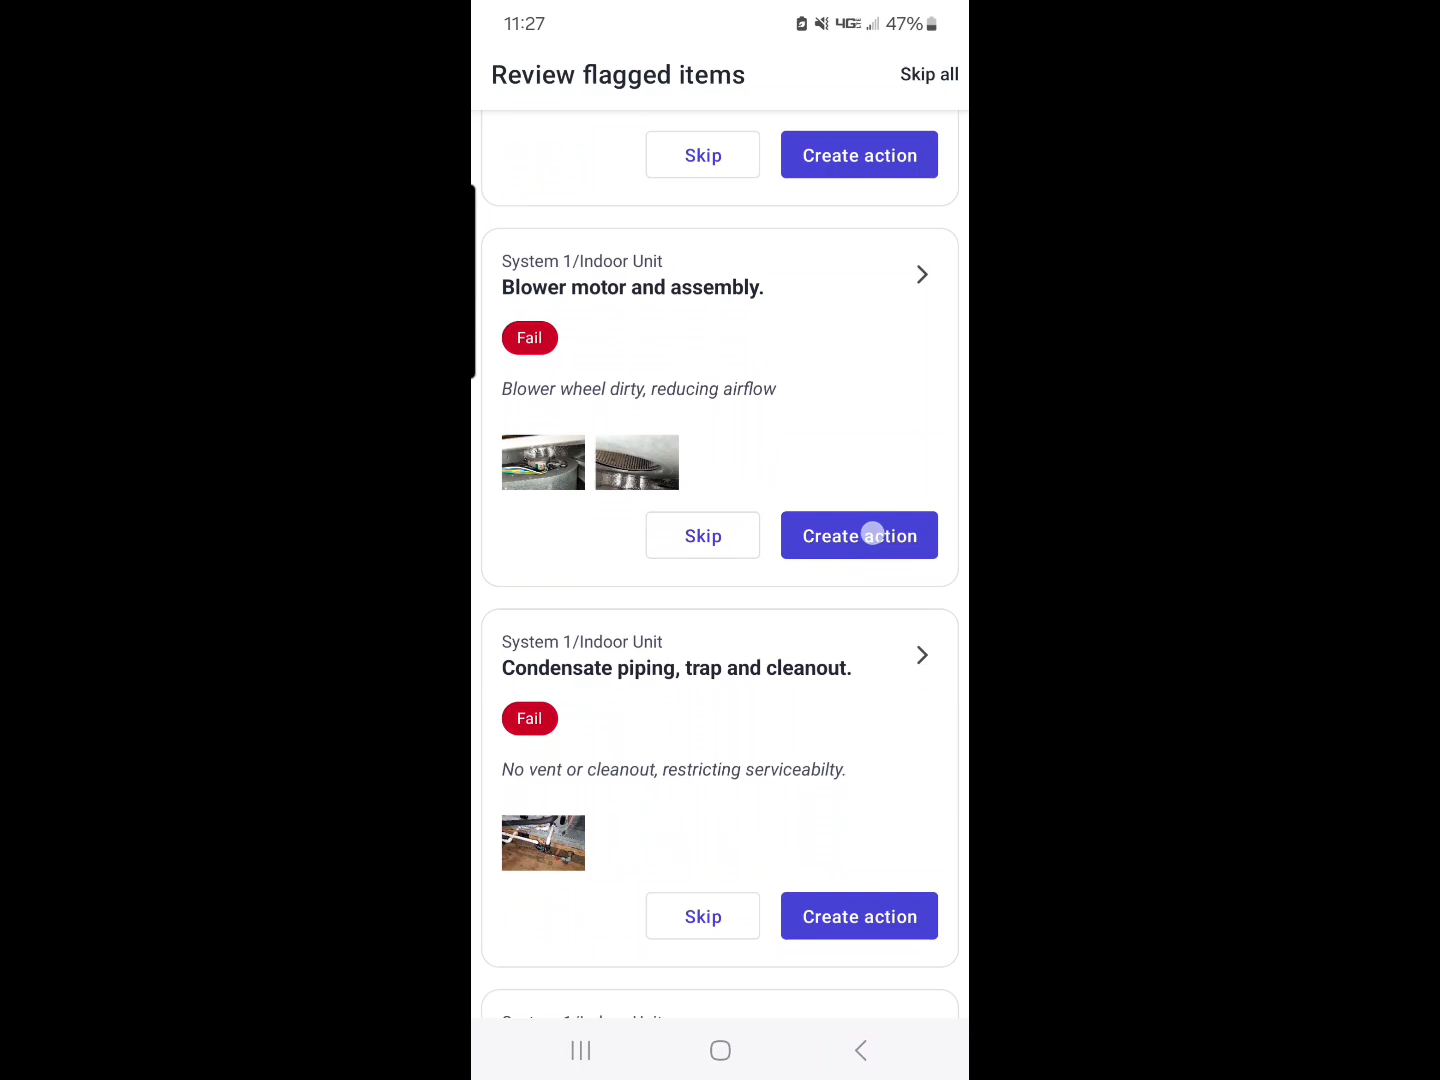 11:27
4G 47%
Review flagged items
Skip all
Skip
Create action
System 1/Indoor Unit
Blower motor and assembly.
Fail
Blower wheel dirty, reducing airflow
Skip
Create action
System 1/Indoor Unit
Condensate piping, trap and cleanout.
Fail
No vent or cleanout, restricting serviceabilty.
Skip
Create action